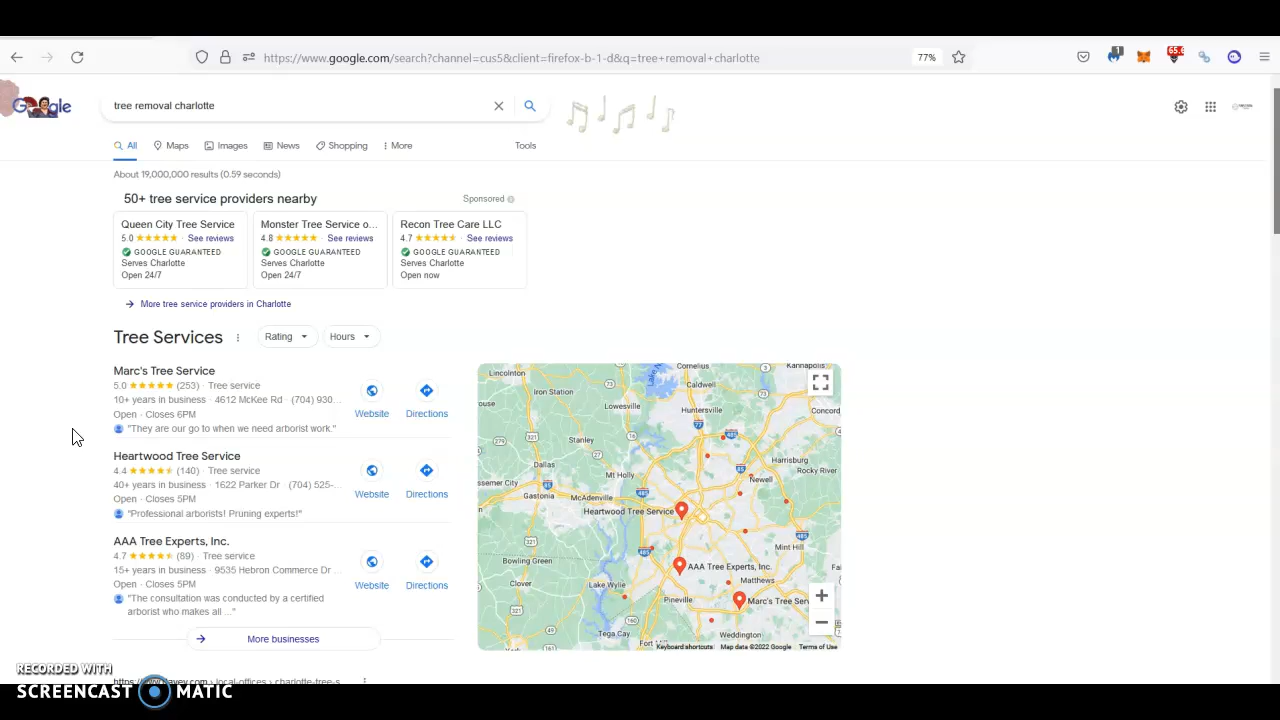 https://www.google.com/search?channel=cus5&client=firefox-b-1-d&q=tree+removal+charlotte
77%
1
Google
tree removal charlotte
All
Maps
Images
News
Shopping
More
Tools
About 19,000,000 results (0.59 seconds)
50+ tree service providers nearby
Sponsored
Queen City Tree Service
5.0
See reviews
GOOGLE GUARANTEED
Serves Charlotte
Open 24/7
Monster Tree Service o...
4.8
See reviews
GOOGLE GUARANTEED
Serves Charlotte
Open 24/7
Recon Tree Care LLC
4.7
See reviews
GOOGLE GUARANTEED
Serves Charlotte
Open now
More tree service providers in Charlotte
Tree Services
Rating
Hours
Marc's Tree Service
5.0 (253) · Tree service
10+ years in business · 4612 McKee Rd · (704) 930...
Open · Closes 6PM
"They are our go to when we need arborist work."
Website
Directions
Heartwood Tree Service
4.4 (140) · Tree service
40+ years in business · 1622 Parker Dr · (704) 525-...
Open · Closes 5PM
"Professional arborists! Pruning experts!"
Website
Directions
AAA Tree Experts, Inc.
4.7 (89) · Tree service
15+ years in business · 9535 Hebron Commerce Dr ...
Open · Closes 5PM
"The consultation was conducted by a certified
arborist who makes all ..."
Website
Directions
More businesses
Lincolnton
Cornelius
Kannapolis
Iron Station
Caldwell
Lowesville
Huntersville
Concord
Stanley
Harrisburg
Dallas
Rocky River
Mt Holly
Newell
Gastonia
McAdenville
Heartwood Tree Service
Mint Hill
Bowling Green
AAA Tree Experts, Inc.
Clover
Lake Wylie
Matthews
Pineville
Marc's Tree Serv
Tega Cay
Weddington
Keyboard shortcuts
Map data ©2022 Google
Terms of Use
RECORDED WITH
SCREENCAST MATIC